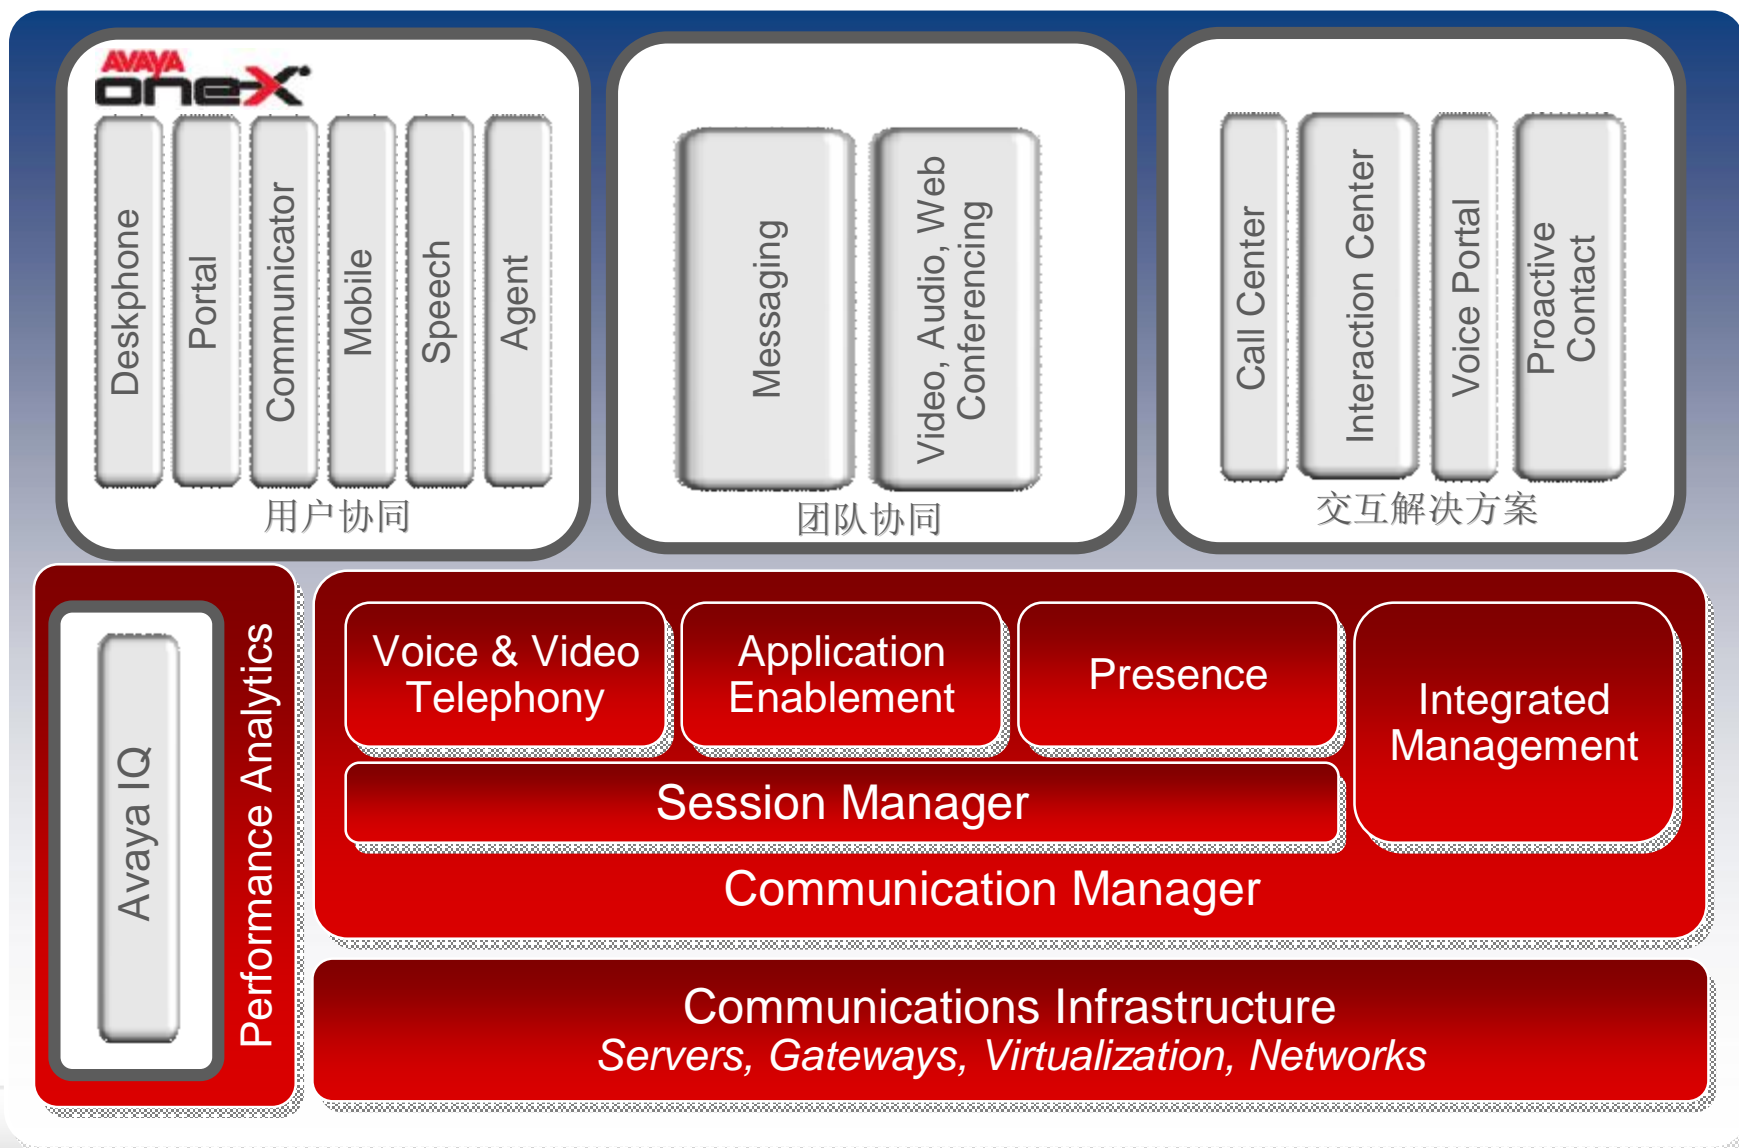 AVAYA
one-X
Deskphone
Portal
Communicator
Mobile
Speech
Agent
用户协同
Messaging
Video, Audio, Web
Conferencing
团队协同
Call Center
Interaction Center
Voice Portal
Proactive
Contact
交互解决方案
Avaya IQ
Performance Analytics
Voice & Video
Telephony
Application
Enablement
Presence
Integrated
Management
Session Manager
Communication Manager
Communications Infrastructure
Servers, Gateways, Virtualization, Networks